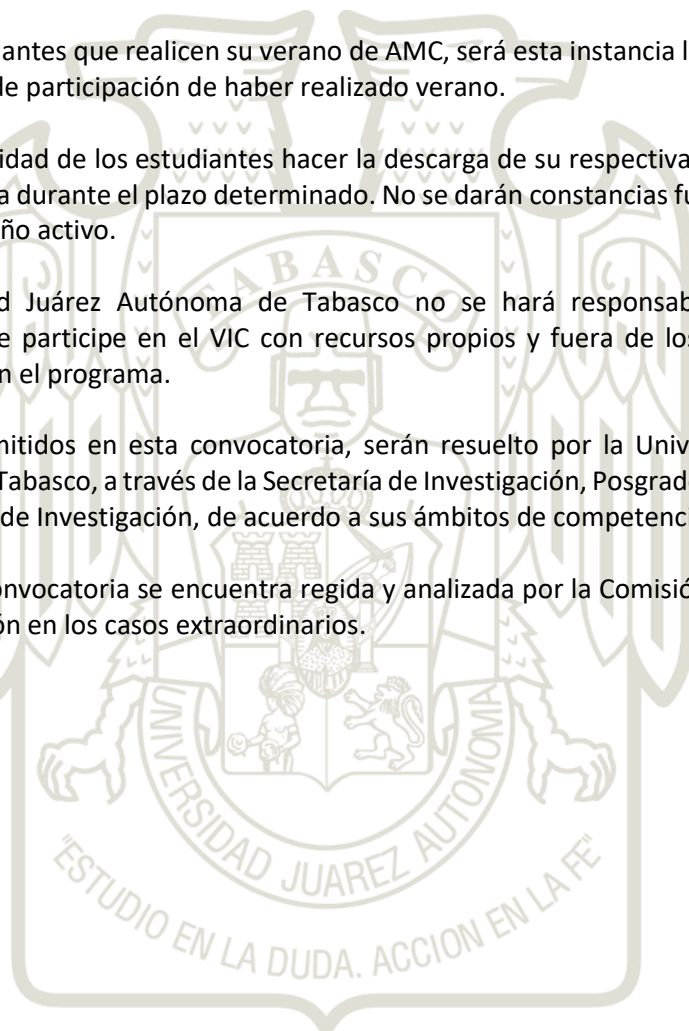 antes que realicen su verano de AMC, será esta instancia l
de participación de haber realizado verano.
idad de los estudiantes hacer la descarga de su respectiva
a durante el plazo determinado. No se darán constancias fu
ño activo.
d Juárez Autónoma de Tabasco no se hará responsab
e participe en el VIC con recursos propios y fuera de los
n el programa.
mitidos en esta convocatoria, serán resuelto por la Univ
Tabasco, a través de la Secretaría de Investigación, Posgrad
de Investigación, de acuerdo a sus ámbitos de competenci
onvocatoria se encuentra regida y analizada por la Comisió
ón en los casos extraordinarios.
TABASCO
UNIVERSIDAD JUAREZ AUTONOMA
"ESTUDIO EN LA DUDA. ACCION EN LA FE"